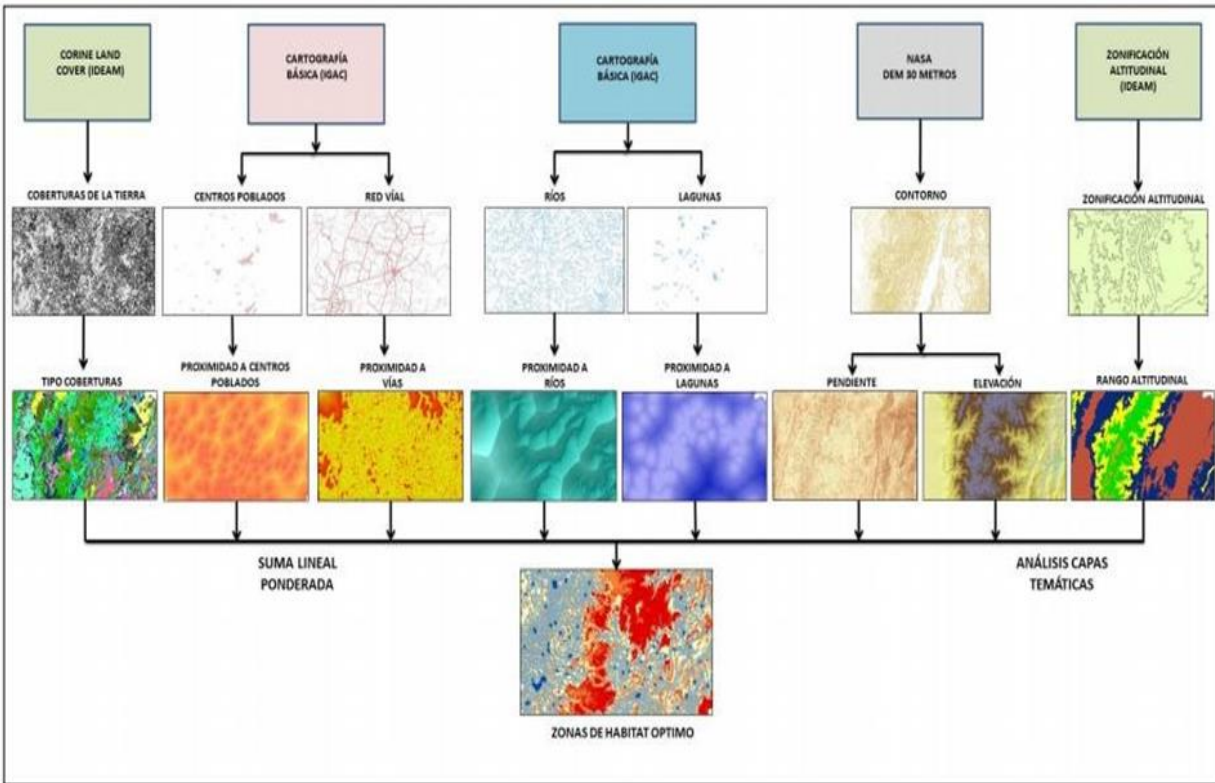 CORINE LAND
COVER (IDEAM)
CARTOGRAFÍA
BÁSICA (IGAC)
CARTOGRAFÍA
BÁSICA (IGAC)
NASA
DEM 30 METROS
ZONIFICACIÓN
ALTITUDINAL
(IDEAM)
COBERTURAS DE LA TIERRA
CENTROS POBLADOS
RED VÍAL
RÍOS
LAGUNAS
CONTORNO
ZONIFICACIÓN ALTITUDINAL
TIPO COBERTURAS
PROXIMIDAD A CENTROS
POBLADOS
PROXIMIDAD A
VÍAS
PROXIMIDAD A
RÍOS
PROXIMIDAD A
LAGUNAS
PENDIENTE
ELEVACIÓN
RANGO ALTITUDINAL
SUMA LINEAL
PONDERADA
ANÁLISIS CAPAS
TEMÁTICAS
ZONAS DE HABITAT OPTIMO